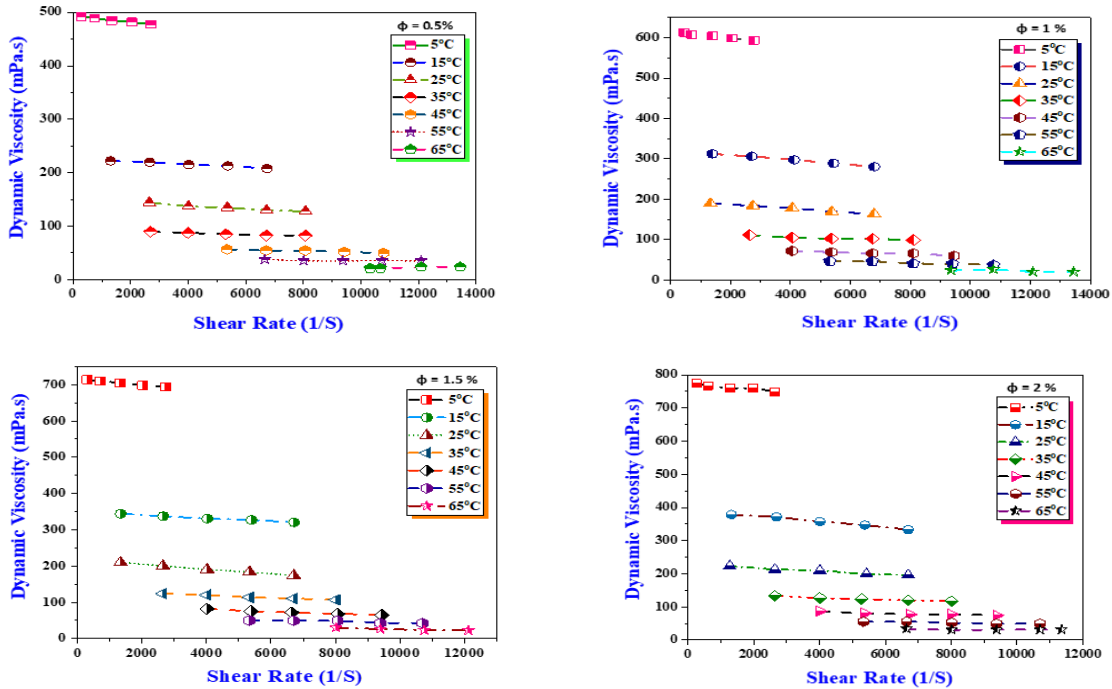 ϕ = 0.5%
5°C
15°C
25°C
35°C
45°C
55°C
65°C
500
400
300
200
100
0
0 2000 4000 6000 8000 10000 12000 14000
Dynamic Viscosity (mPa.s)
Shear Rate (1/S)
ϕ = 1 %
5°C
15°C
25°C
35°C
45°C
55°C
65°C
600
500
400
300
200
100
0
0 2000 4000 6000 8000 10000 12000 14000
Dynamic Viscosity (mPa.s)
Shear Rate (1/S)
ϕ = 1.5 %
5°C
15°C
25°C
35°C
45°C
55°C
65°C
700
600
500
400
300
200
100
0
0 2000 4000 6000 8000 10000 12000
Dynamic Viscosity (mPa.s)
Shear Rate (1/S)
ϕ = 2 %
5°C
15°C
25°C
35°C
45°C
55°C
65°C
800
700
600
500
400
300
200
100
0
0 2000 4000 6000 8000 10000 12000
Dynamic Viscosity (mPa.s)
Shear Rate (1/S)